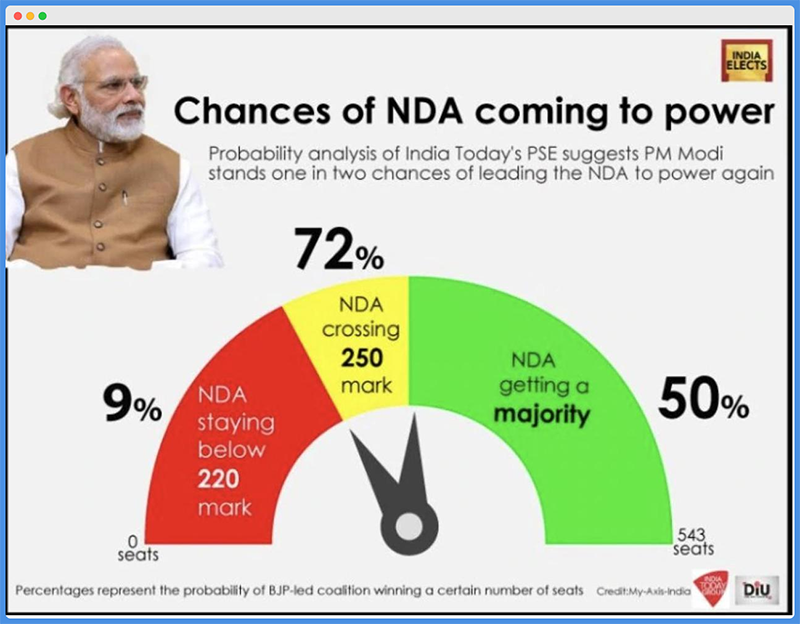 INDIA
ELECTS
Chances of NDA coming to power
Probability analysis of India Today's PSE suggests PM Modi
stands one in two chances of leading the NDA to power again
72%
NDA
crossing
250
mark
9%
NDA
staying
below
220
mark
NDA
getting a
majority
50%
0
seats
543
seats
Percentages represent the probability of BJP-led coalition winning a certain number of seats
Credit:My-Axis-India
INDIA
TODAY
GROUP
DIU